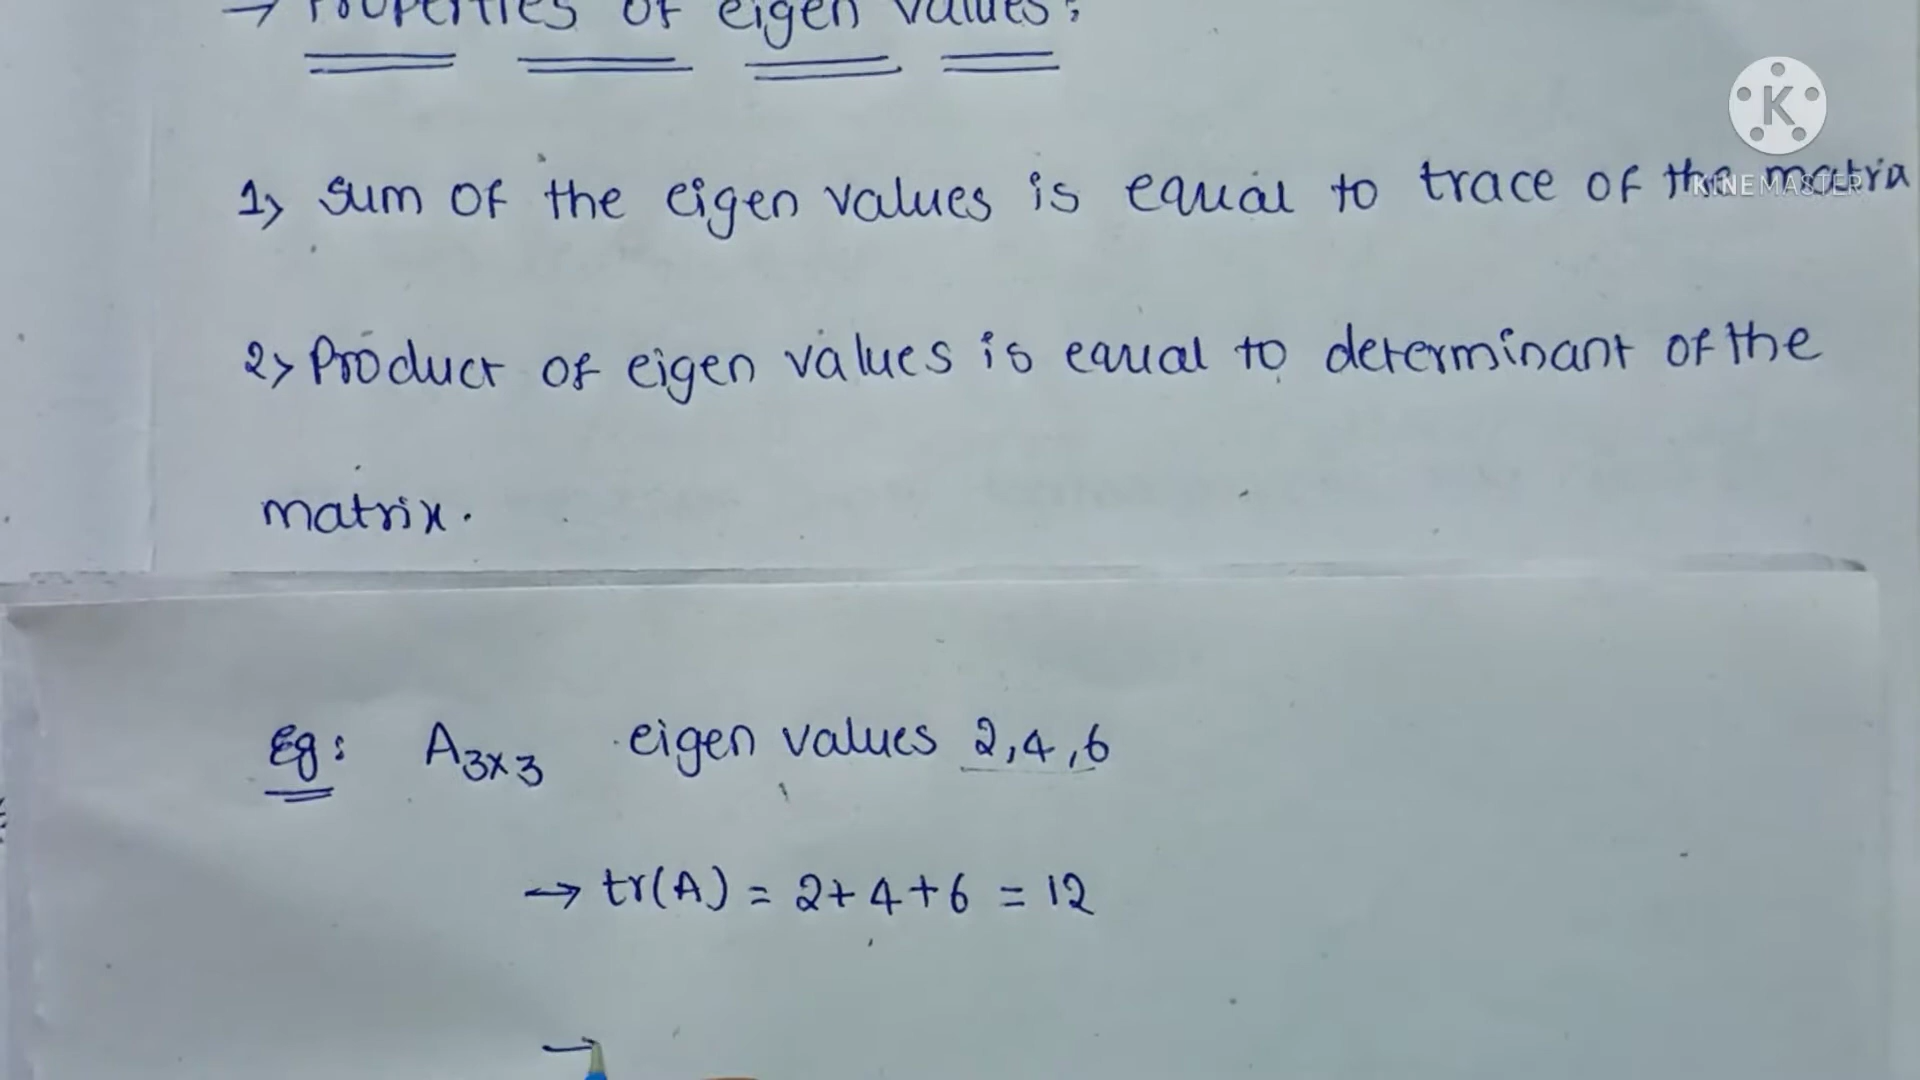 → Properties of eigen values:
1) Sum of the eigen values is equal to trace of the matrix
2) Product of eigen values is equal to determinant of the
matrix.
Eg: A3×3 eigen values 2,4,6
→ tr(A) = 2+4+6 = 12
→
K
KINEMASTER